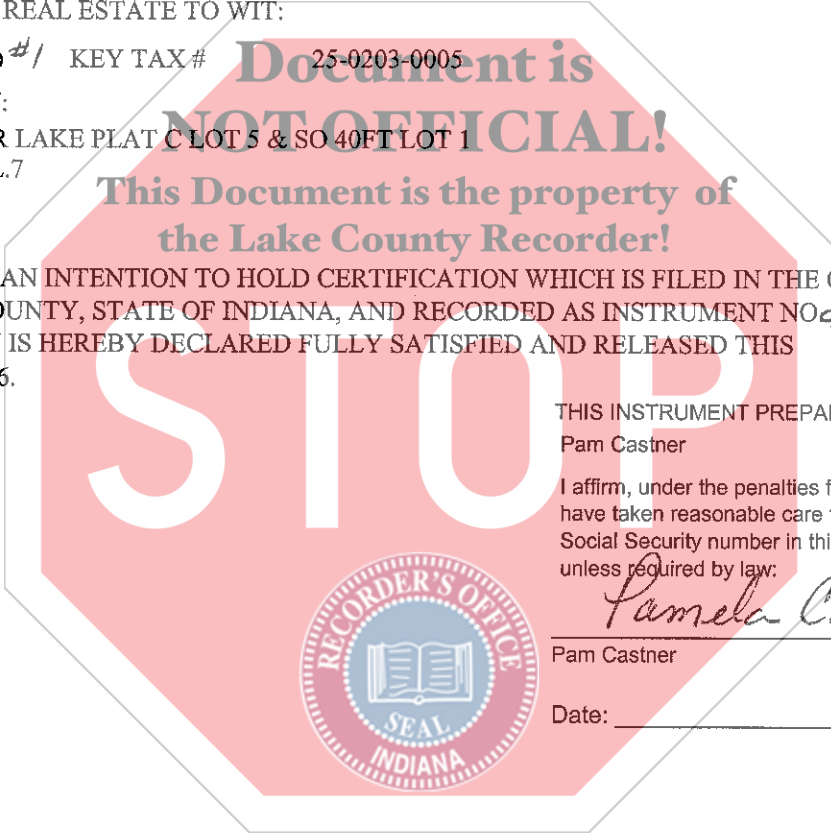 REAL ESTATE TO WIT:
#1 KEY TAX # 25-0203-0005
Document is
NOT OFFICIAL!
LAKE PLAT C LOT 5 & SO 40FT LOT 1
.7
This Document is the property of
the Lake County Recorder!
AN INTENTION TO HOLD CERTIFICATION WHICH IS FILED IN THE
STATE OF INDIANA, AND RECORDED AS INSTRUMENT NO
IS HEREBY DECLARED FULLY SATISFIED AND RELEASED THIS
6.
STOP!
THIS INSTRUMENT PREPA
Pam Castner
I affirm, under the penalties f
have taken reasonable care
Social Security number in thi
unless required by law:
Pamela C
Pam Castner
Date:
RECORDER'S OFFICE
SEAL
INDIANA